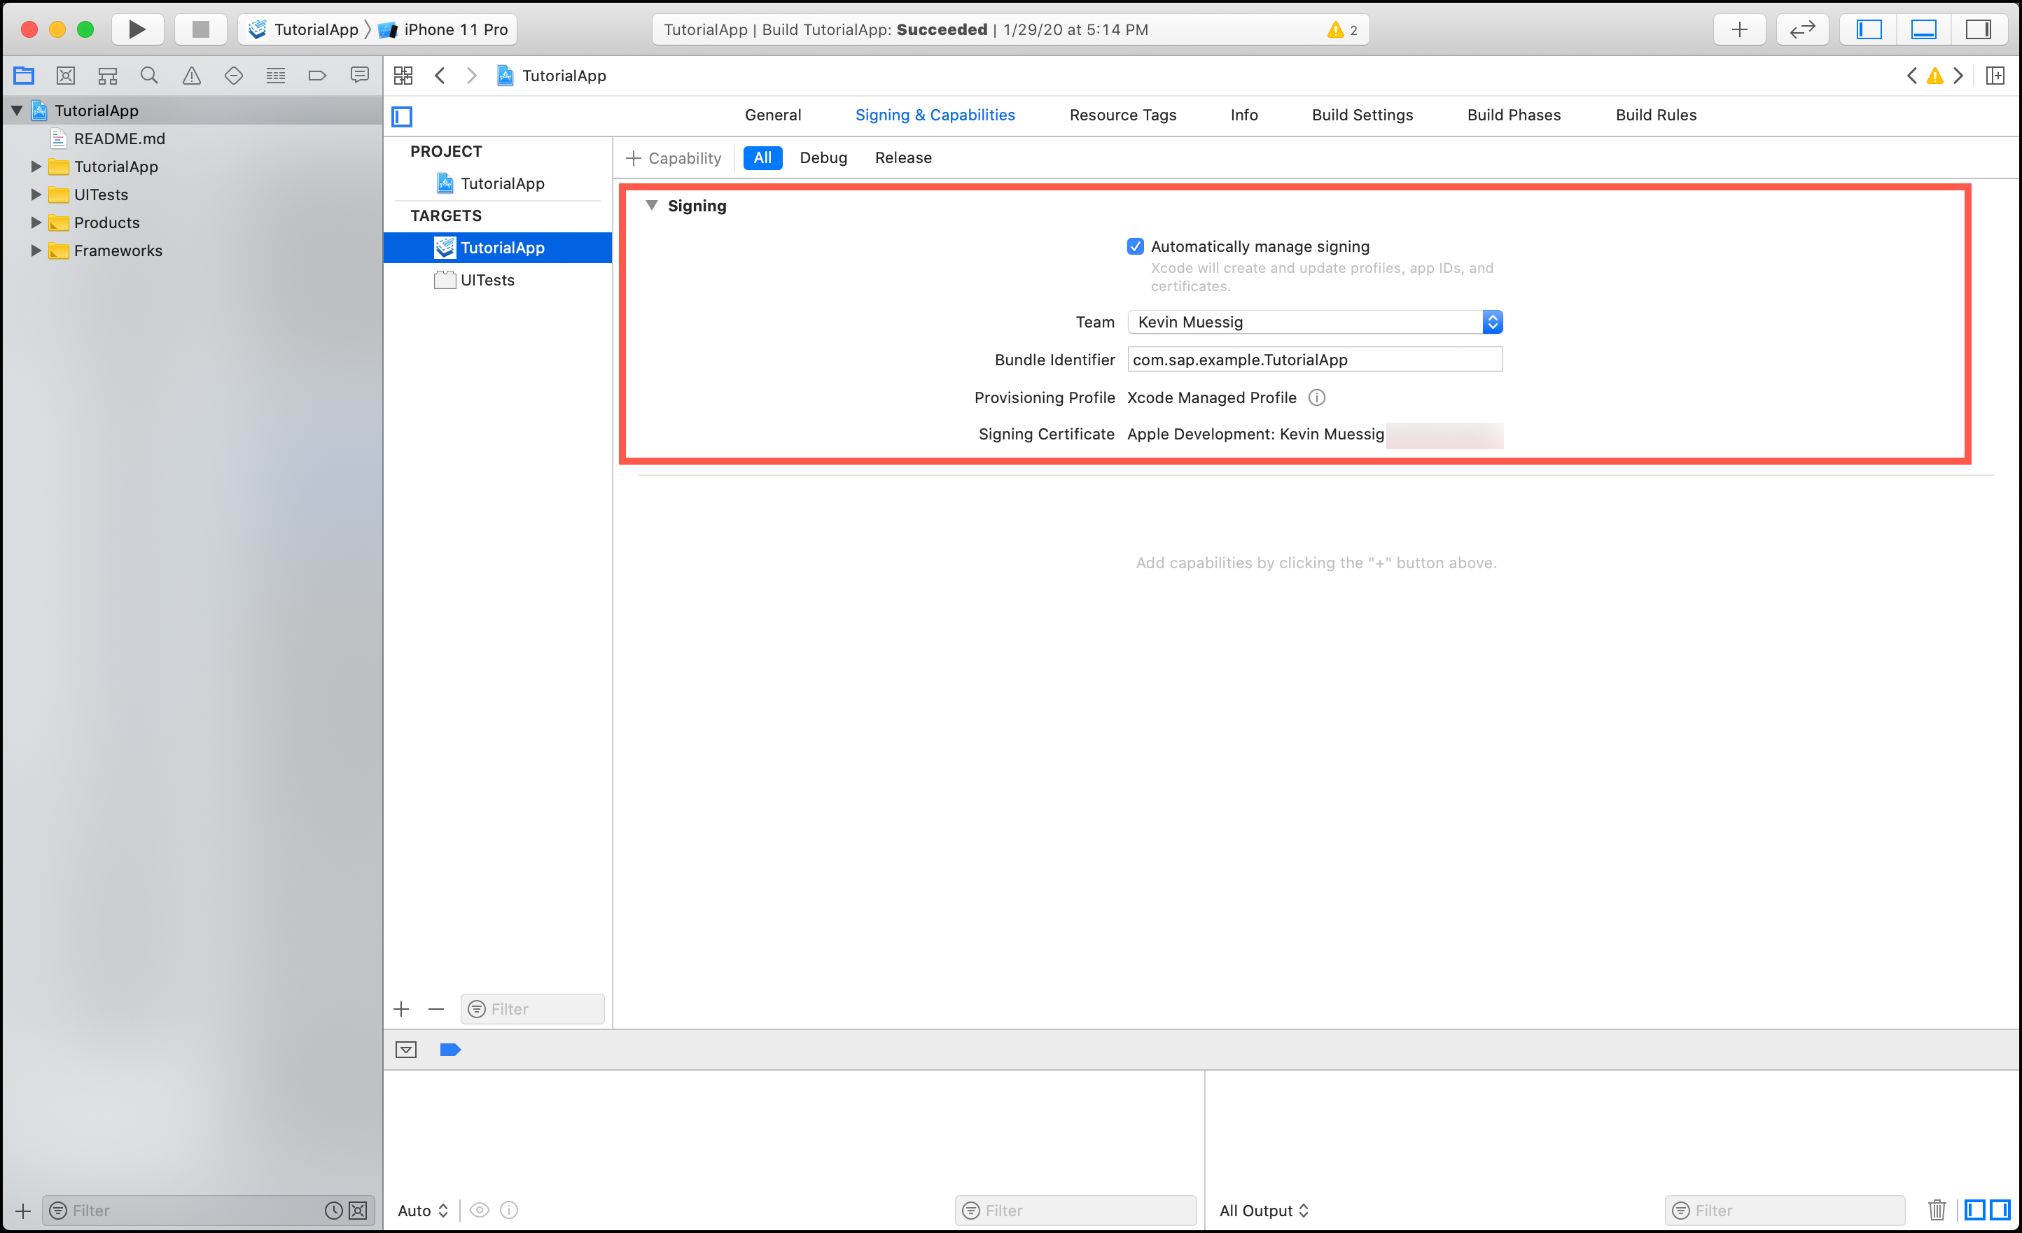 TutorialApp
iPhone 11 Pro
TutorialApp | Build TutorialApp: Succeeded | 1/29/20 at 5:14 PM
2
TutorialApp
TutorialApp
README.md
TutorialApp
UITests
Products
Frameworks
General
Signing & Capabilities
Resource Tags
Info
Build Settings
Build Phases
Build Rules
PROJECT
TutorialApp
TARGETS
TutorialApp
UITests
Capability
All
Debug
Release
Signing
Automatically manage signing
Xcode will create and update profiles, app IDs, and
certificates.
Team
Kevin Muessig
Bundle Identifier
com.sap.example.TutorialApp
Provisioning Profile
Xcode Managed Profile
Signing Certificate
Apple Development: Kevin Muessig
Add capabilities by clicking the "+" button above.
Filter
Filter
Auto
Filter
All Output
Filter